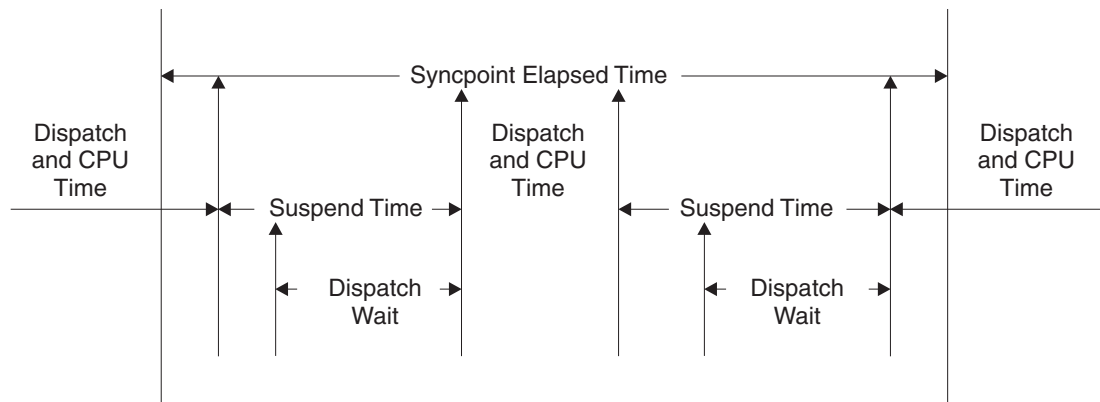 Syncpoint Elapsed Time
Dispatch
and CPU
Time
Dispatch
and CPU
Time
Dispatch
and CPU
Time
Suspend Time
Suspend Time
Dispatch
Wait
Dispatch
Wait